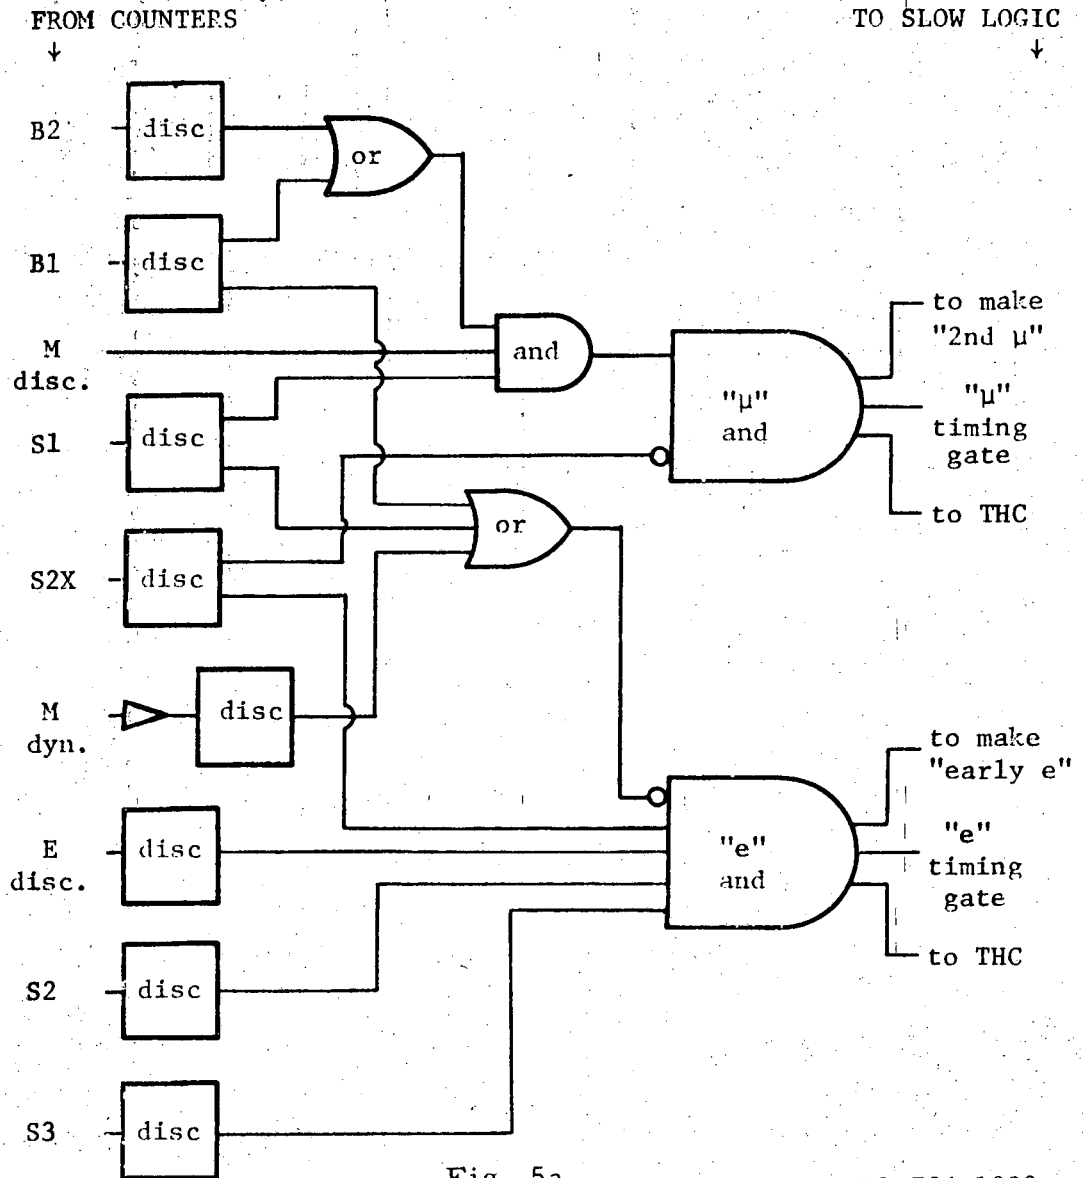 FROM COUNTERS
TO SLOW LOGIC
B2
disc
or
B1
disc
M
disc.
and
to make
"2nd μ"
"μ"
and
"μ"
timing
gate
S1
disc
to THC
or
S2X
disc
M
dyn.
disc
to make
"early e"
E
disc.
disc
"e"
and
"e"
timing
gate
to THC
S2
disc
S3
disc
Fig. 5a